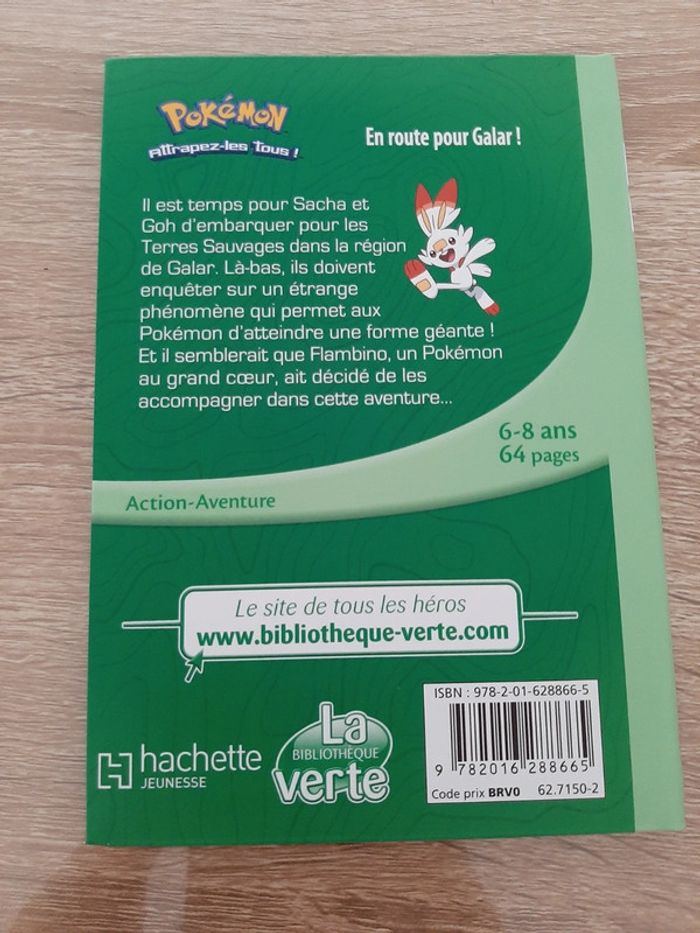 POKéMON
Attrapez-les Tous !
En route pour Galar !
Il est temps pour Sacha et
Goh d'embarquer pour les
Terres Sauvages dans la région
de Galar. Là-bas, ils doivent
enquêter sur un étrange
phénomène qui permet aux
Pokémon d'atteindre une forme géante !
Et il semblerait que Flambino, un Pokémon
au grand cœur, ait décidé de les
accompagner dans cette aventure...
6-8 ans
64 pages
Action-Aventure
Le site de tous les héros
www.bibliotheque-verte.com
ISBN : 978-2-01-628866-5
9 782016 288665
Code prix BRV0 62.7150-2
hachette
JEUNESSE
La
BIBLIOTHÈQUE
verte